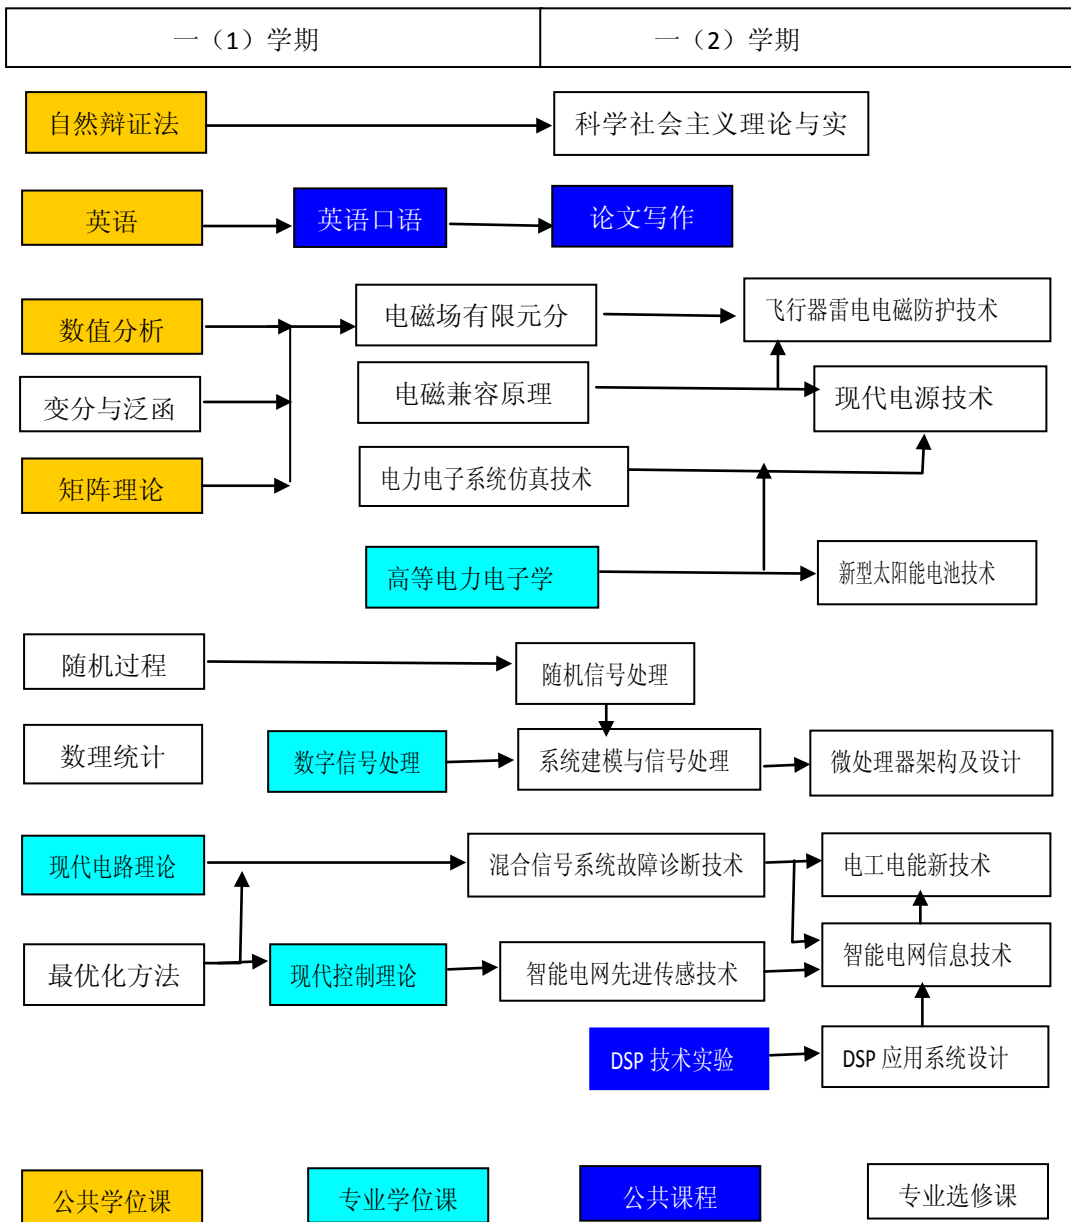 一（1）学期
一（2）学期
自然辩证法
科学社会主义理论与实
英语
英语口语
论文写作
数值分析
电磁场有限元分
飞行器雷电电磁防护技术
变分与泛函
电磁兼容原理
现代电源技术
矩阵理论
电力电子系统仿真技术
高等电力电子学
新型太阳能电池技术
随机过程
随机信号处理
数理统计
数字信号处理
系统建模与信号处理
微处理器架构及设计
现代电路理论
混合信号系统故障诊断技术
电工电能新技术
最优化方法
现代控制理论
智能电网先进传感技术
智能电网信息技术
DSP 技术实验
DSP 应用系统设计
公共学位课
专业学位课
公共课程
专业选修课